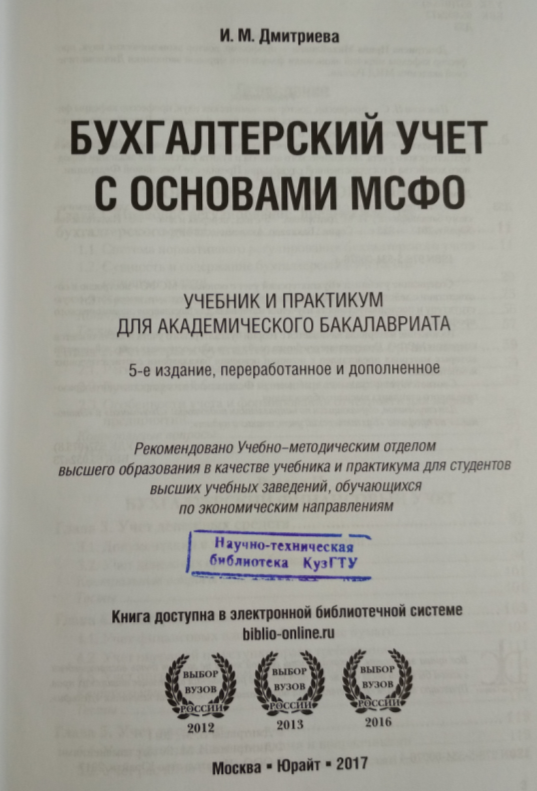 И. М. Дмитриева
БУХГАЛТЕРСКИЙ УЧЕТ
С ОСНОВАМИ МСФО
УЧЕБНИК И ПРАКТИКУМ
ДЛЯ АКАДЕМИЧЕСКОГО БАКАЛАВРИАТА
5-е издание, переработанное и дополненное
Рекомендовано Учебно–методическим отделом
высшего образования в качестве учебника и практикума для студентов
высших учебных заведений, обучающихся
по экономическим направлениям
Научно-техническая
библиотека КузГТУ
Книга доступна в электронной библиотечной системе
biblio-online.ru
ВЫБОР ВУЗОВ РОССИИ 2012
ВЫБОР ВУЗОВ РОССИИ 2013
ВЫБОР ВУЗОВ РОССИИ 2016
Москва ▪ Юрайт ▪ 2017